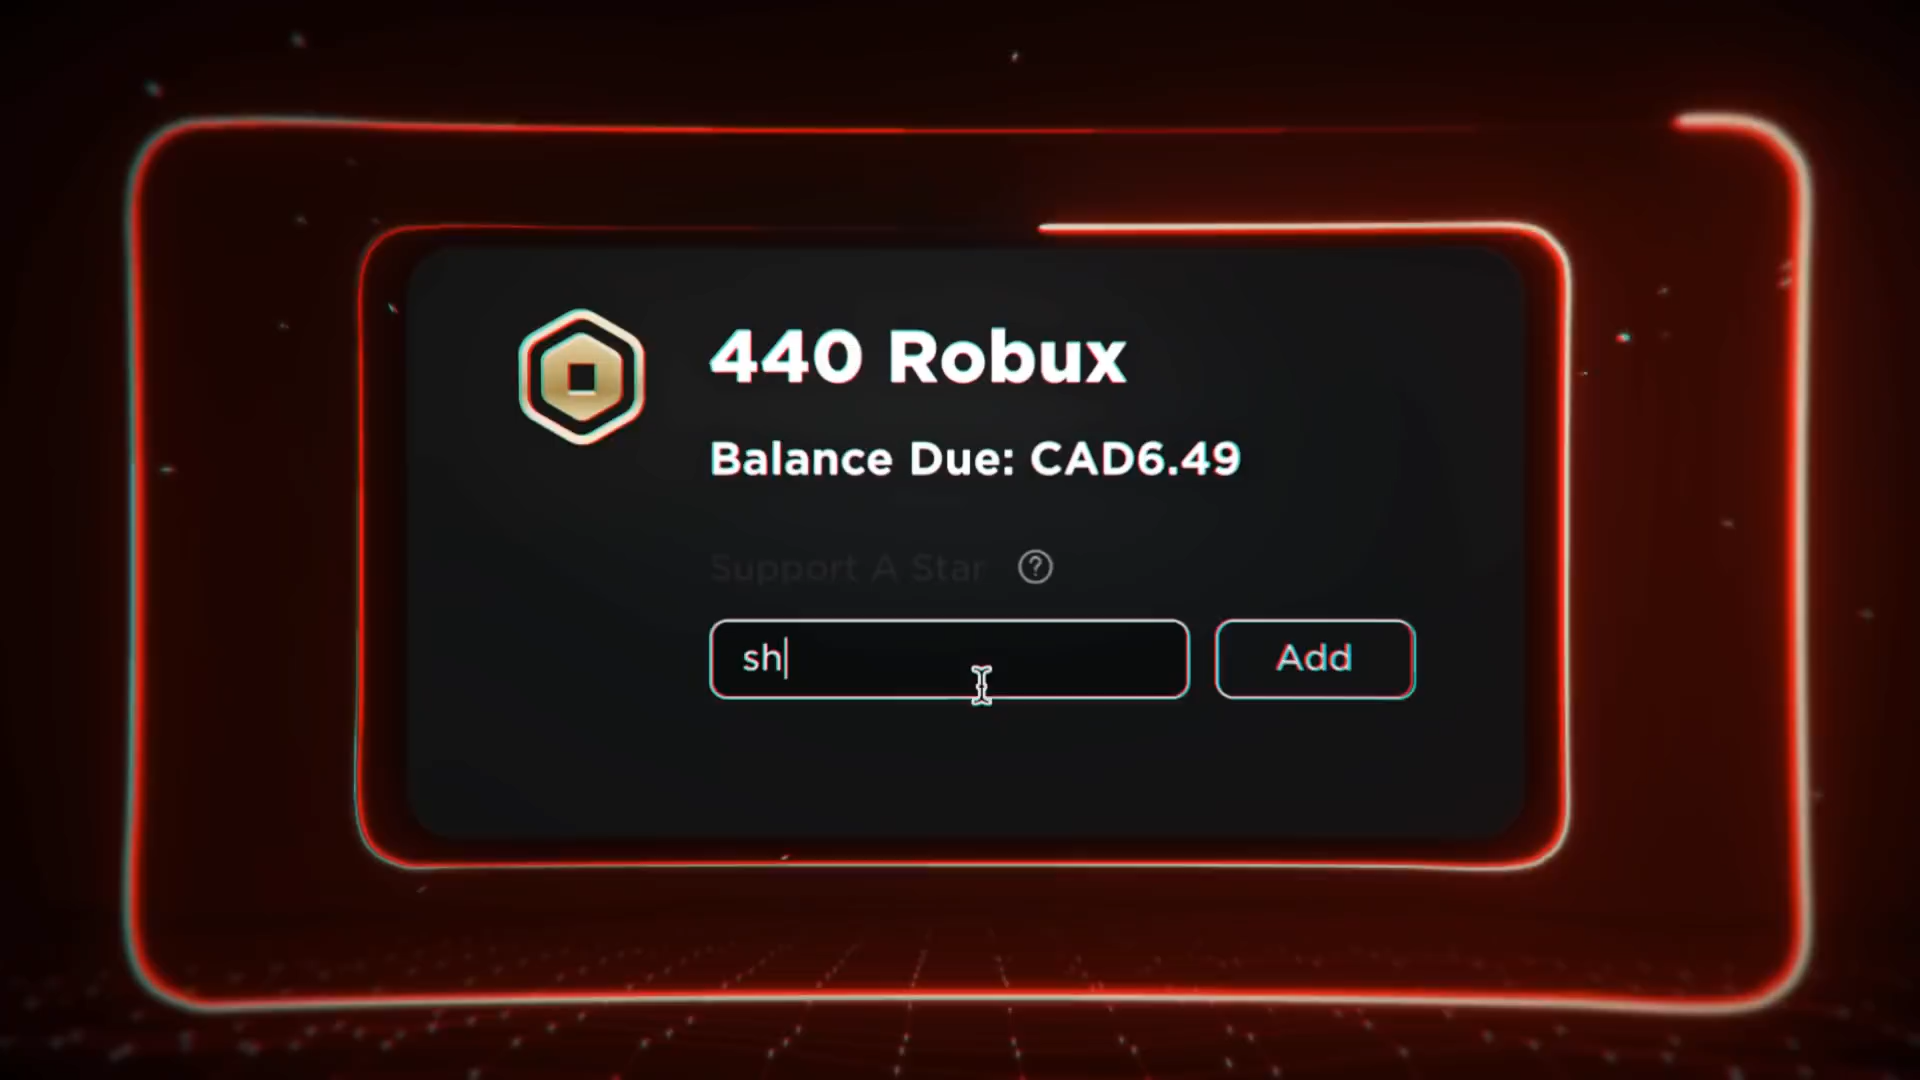 440 Robux
Balance Due: CAD6.49
Support A Star ?
sh
Add